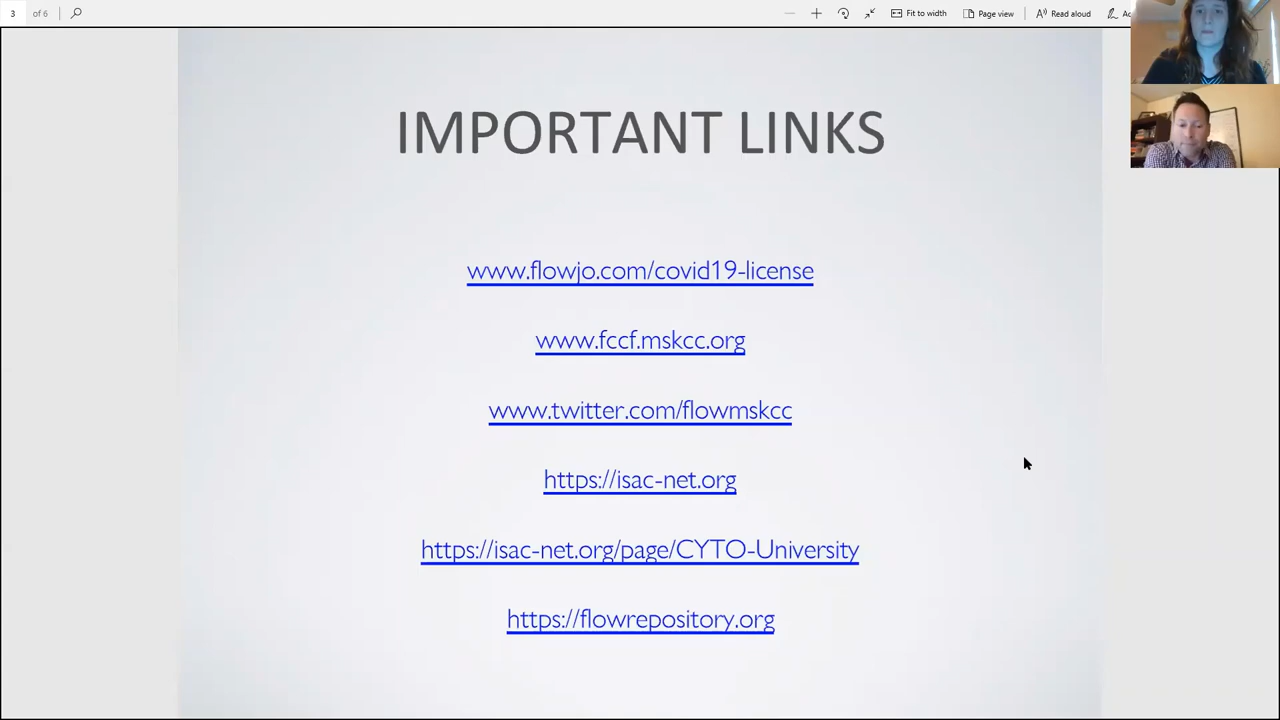 3 of 6 Fit to width Page view Read aloud
IMPORTANT LINKS
www.flowjo.com/covid19-license
www.fccf.mskcc.org
www.twitter.com/flowmskcc
https://isac-net.org
https://isac-net.org/page/CYTO-University
https://flowrepository.org